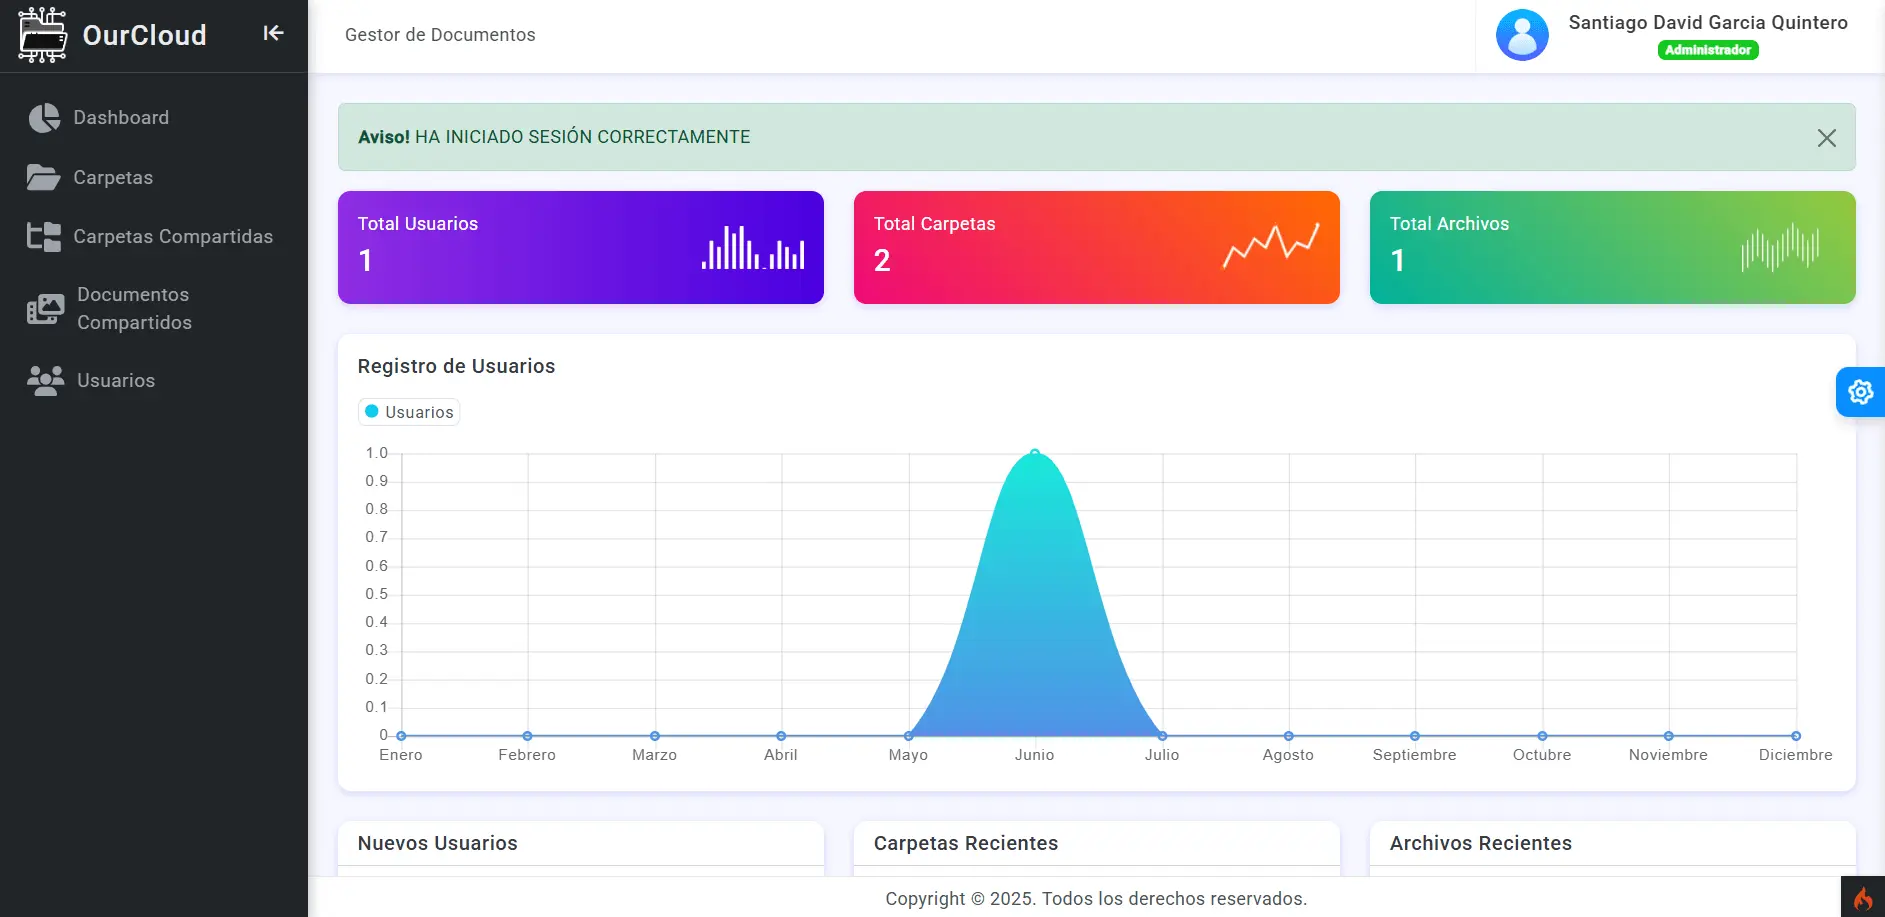 OurCloud
Gestor de Documentos
Santiago David Garcia Quintero
Administrador
Dashboard
Carpetas
Carpetas Compartidas
Documentos
Compartidos
Usuarios
Aviso! HA INICIADO SESIÓN CORRECTAMENTE
Total Usuarios
1
Total Carpetas
2
Total Archivos
1
Registro de Usuarios
Usuarios
1.0
0.9
0.8
0.7
0.6
0.5
0.4
0.3
0.2
0.1
0
Enero Febrero Marzo Abril Mayo Junio Julio Agosto Septiembre Octubre Noviembre Diciembre
Nuevos Usuarios
Carpetas Recientes
Archivos Recientes
Copyright © 2025. Todos los derechos reservados.